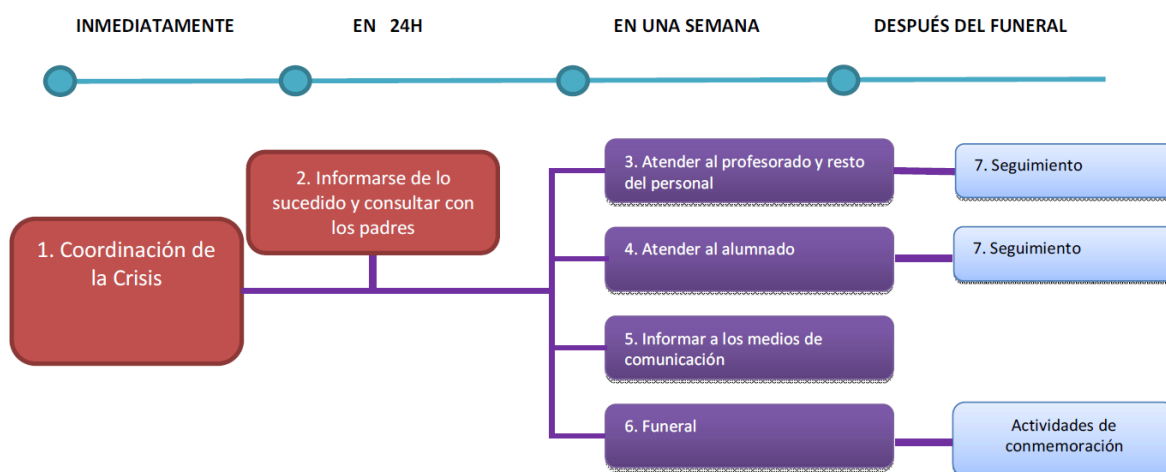 INMEDIATAMENTE EN 24H EN UNA SEMANA DESPUÉS DEL FUNERAL
1. Coordinación de
la Crisis
2. Informarse de lo
sucedido y consultar con
los padres
3. Atender al profesorado y resto
del personal
7. Seguimiento
4. Atender al alumnado
7. Seguimiento
5. Informar a los medios de
comunicación
6. Funeral
Actividades de
conmemoración